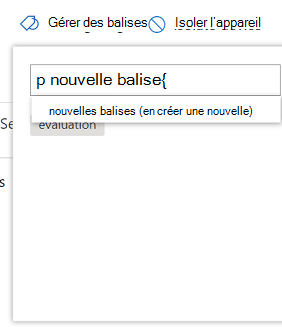 Gérer des balises Isoler l'appareil
p nouvelle balise{
nouvelles balises (en créer une nouvelle)
Se
évaluation
s